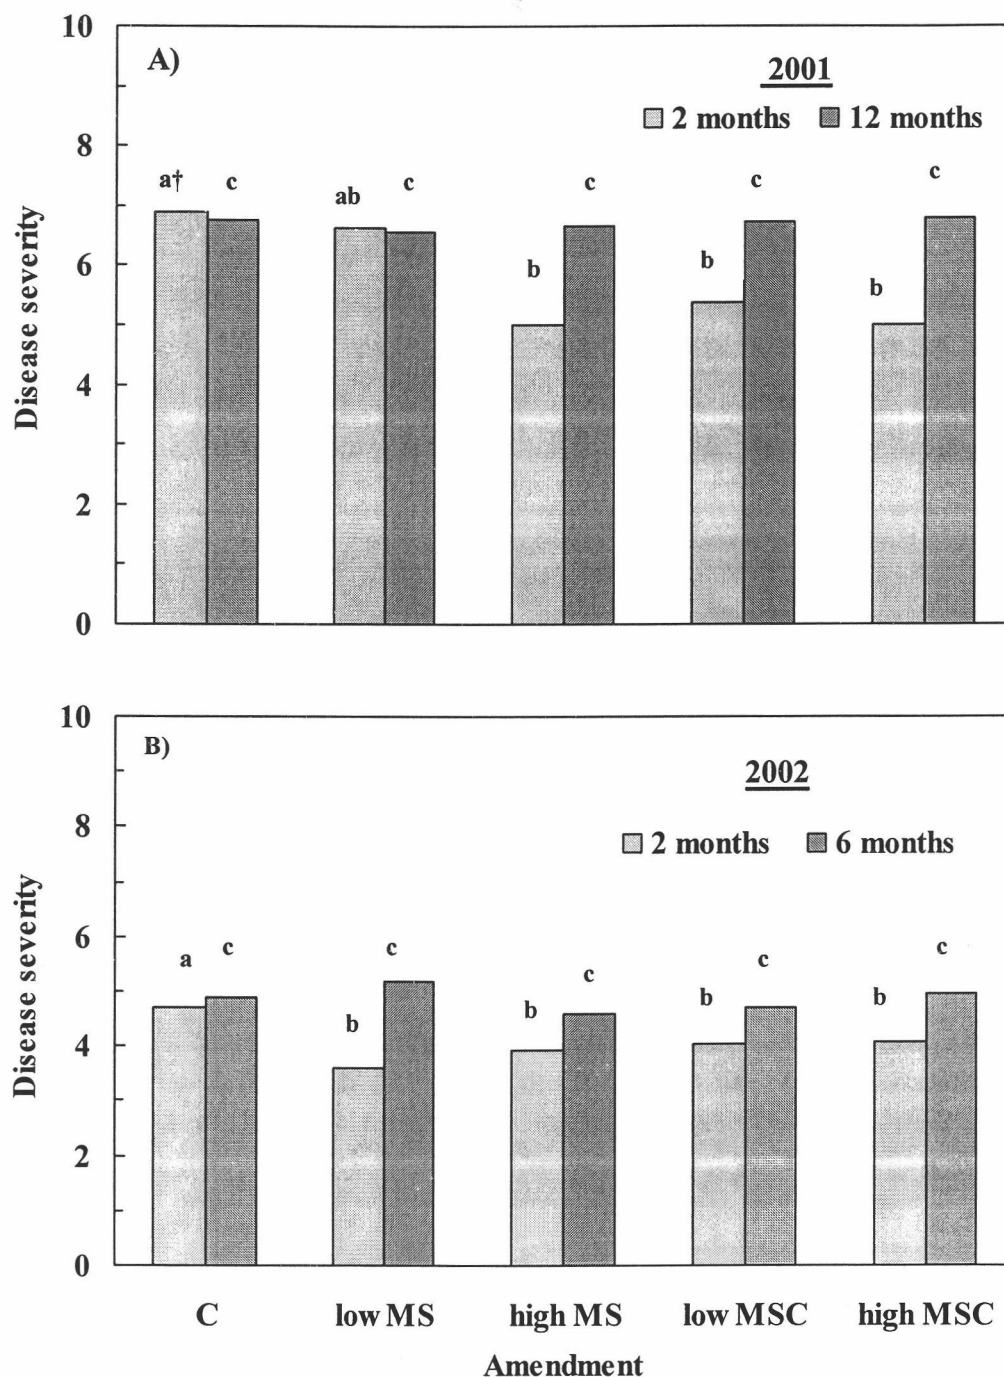 10
A)
2001
2 months 12 months
8
a† c ab c c c c
b b b
6
4
2
0
Disease severity
10
B)
2002
8
2 months 6 months
6
a c c c c c
b b b b
4
2
0
Disease severity
C low MS high MS low MSC high MSC
Amendment